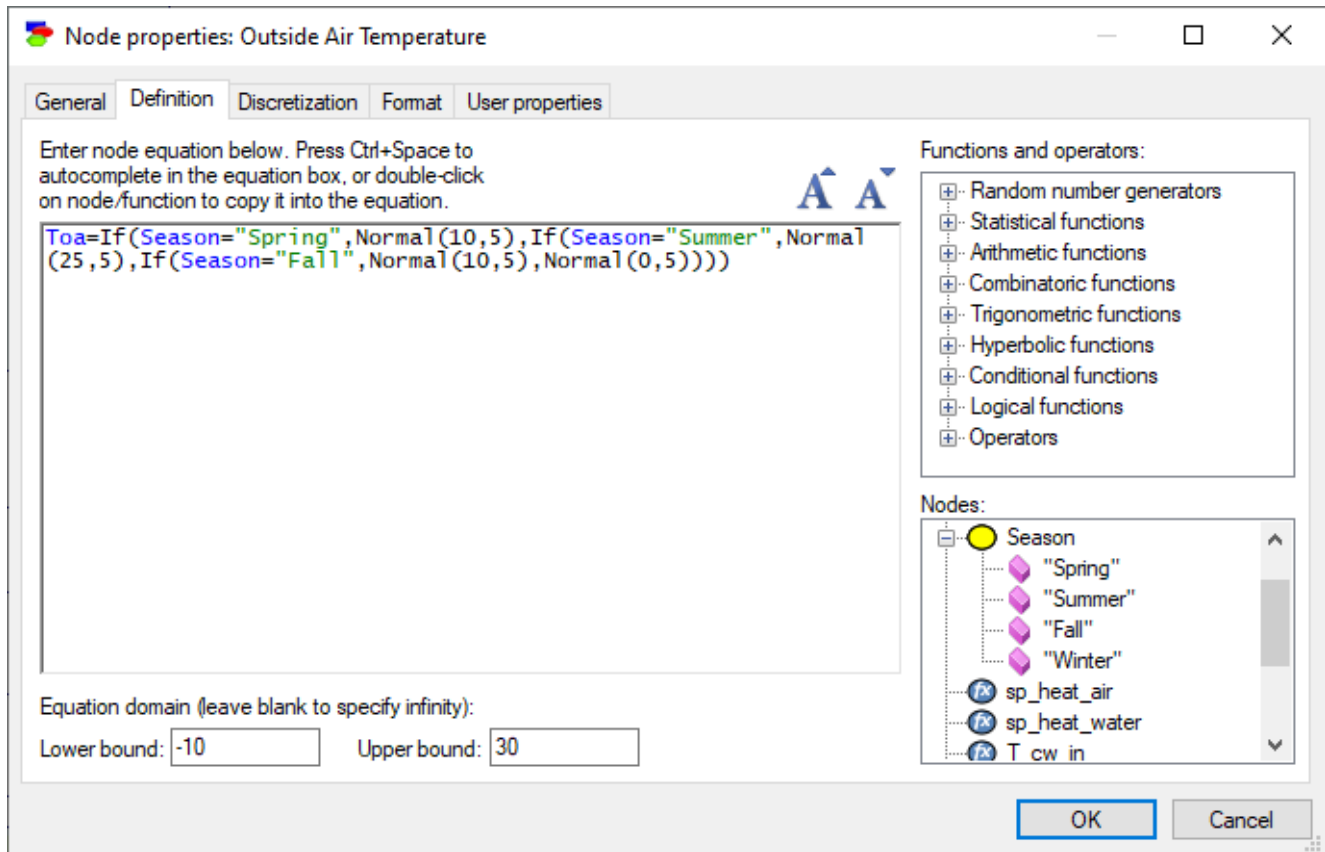 Node properties: Outside Air Temperature
General Definition Discretization Format User properties
Enter node equation below. Press Ctrl+Space to
autocomplete in the equation box, or double-click
on node/function to copy it into the equation.
A A
Toa=If(Season="Spring",Normal(10,5),If(Season="Summer",Normal
(25,5),If(Season="Fall",Normal(10,5),Normal(0,5))))
Equation domain (leave blank to specify infinity):
Lower bound: -10 Upper bound: 30
Functions and operators:
Random number generators
Statistical functions
Arithmetic functions
Combinatoric functions
Trigonometric functions
Hyperbolic functions
Conditional functions
Logical functions
Operators
Nodes:
Season
"Spring"
"Summer"
"Fall"
"Winter"
fx sp_heat_air
fx sp_heat_water
fx T_cw_in
OK Cancel